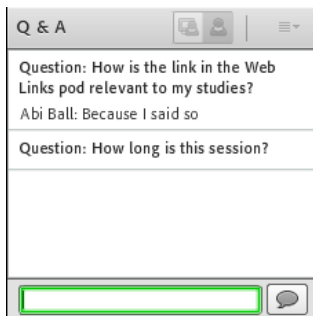 Q & A
Question: How is the link in the Web
Links pod relevant to my studies?
Abi Ball: Because I said so
Question: How long is this session?